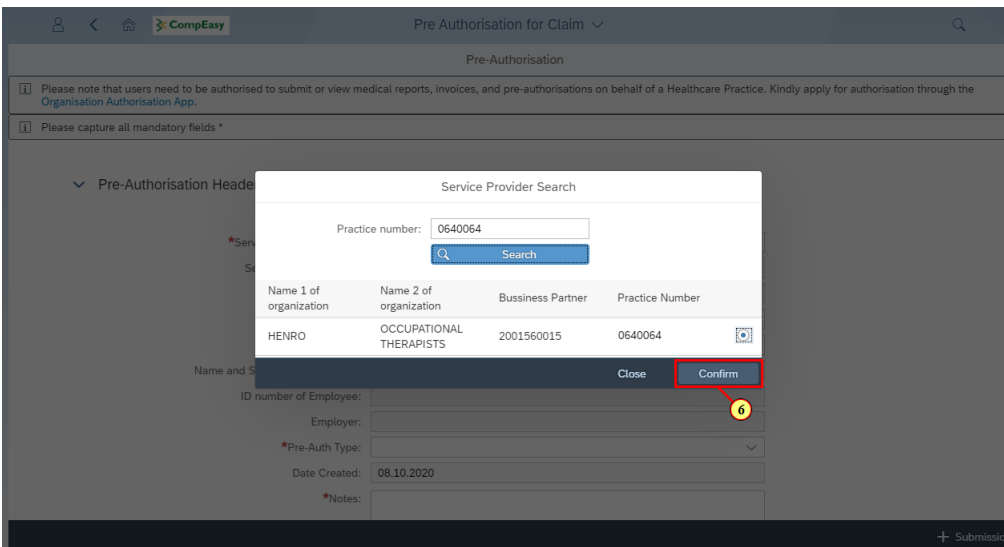 CompEasy
Pre Authorisation for Claim
Pre-Authorisation
Please note that users need to be authorised to submit or view medical reports, invoices, and pre-authorisations on behalf of a Healthcare Practice. Kindly apply for authorisation through the
Organisation Authorisation App.
Please capture all mandatory fields *
Pre-Authorisation Heade
Service Provider Search
Practice number: 0640064
*Serv
Search
Se
Name 1 of organization Name 2 of organization Bussiness Partner Practice Number
HENRO OCCUPATIONAL THERAPISTS 2001560015 0640064
Name and S
Close Confirm
ID number of Employee:
6
Employer:
*Pre-Auth Type:
Date Created: 08.10.2020
*Notes:
+ Submissio